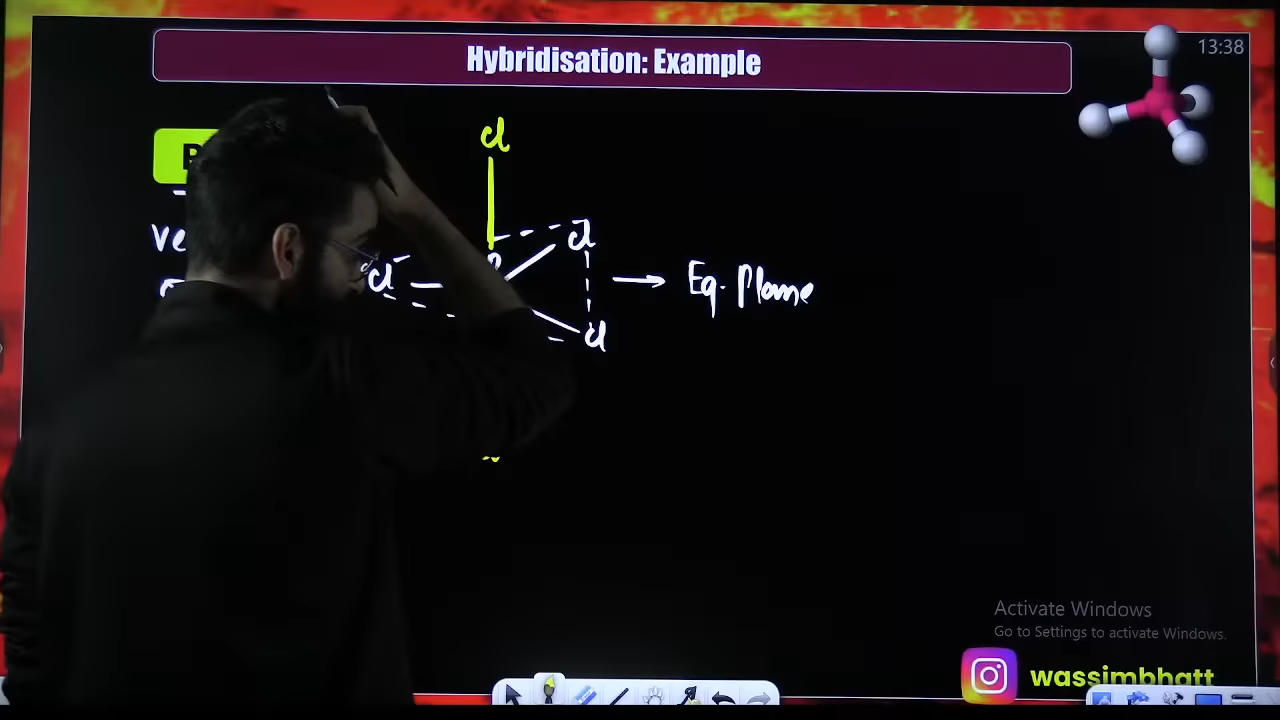 Hybridisation: Example
13:38
Cl
Cl
Cl
Eq. Plane
Cl
Activate Windows
Go to Settings to activate Windows.
wassimbhatt